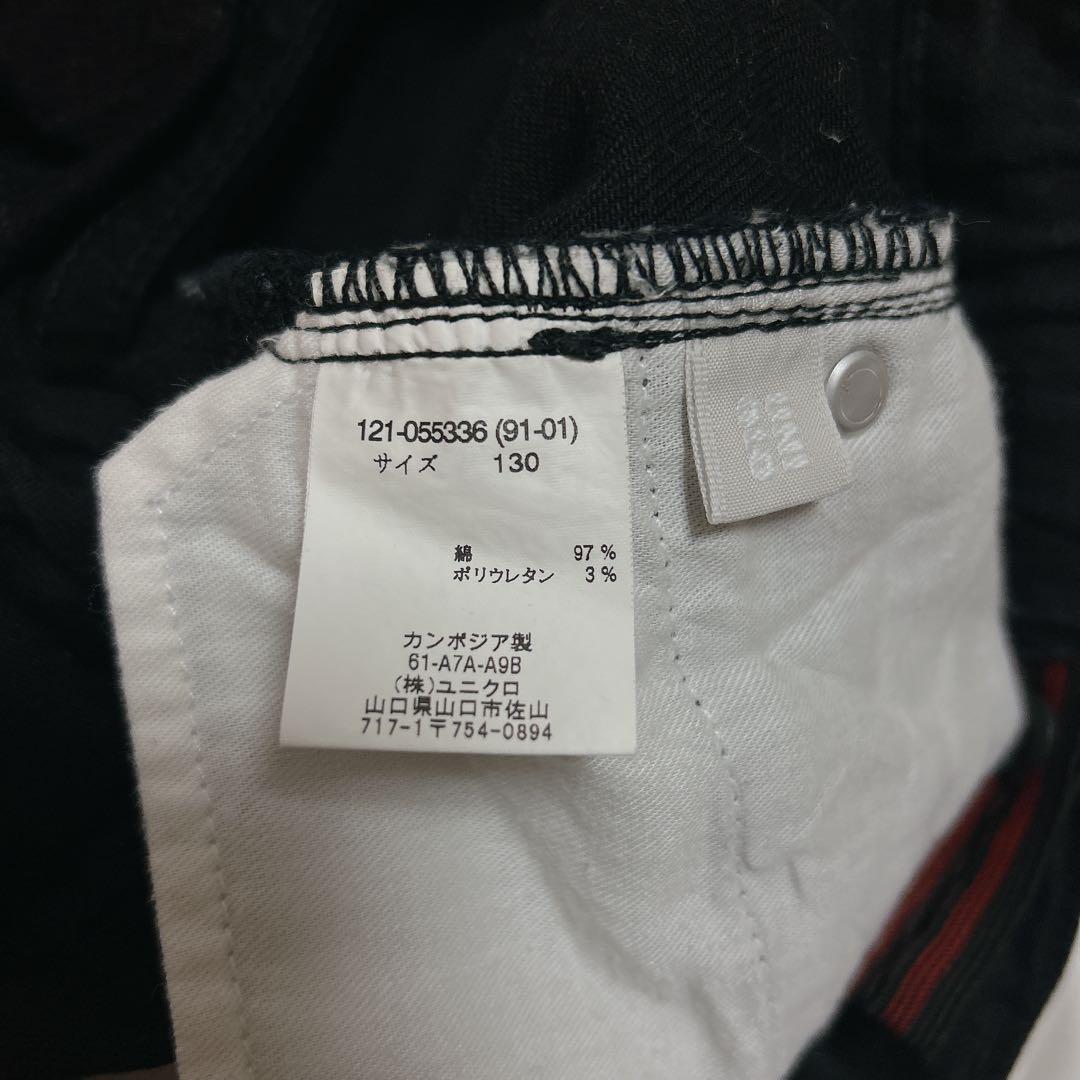 121-055336 (91-01)
サイズ 130
綿 97 %
ポリウレタン 3 %
カンボジア製
61-A7A-A9B
(株)ユニクロ
山口県山口市佐山
717-1〒754-0894